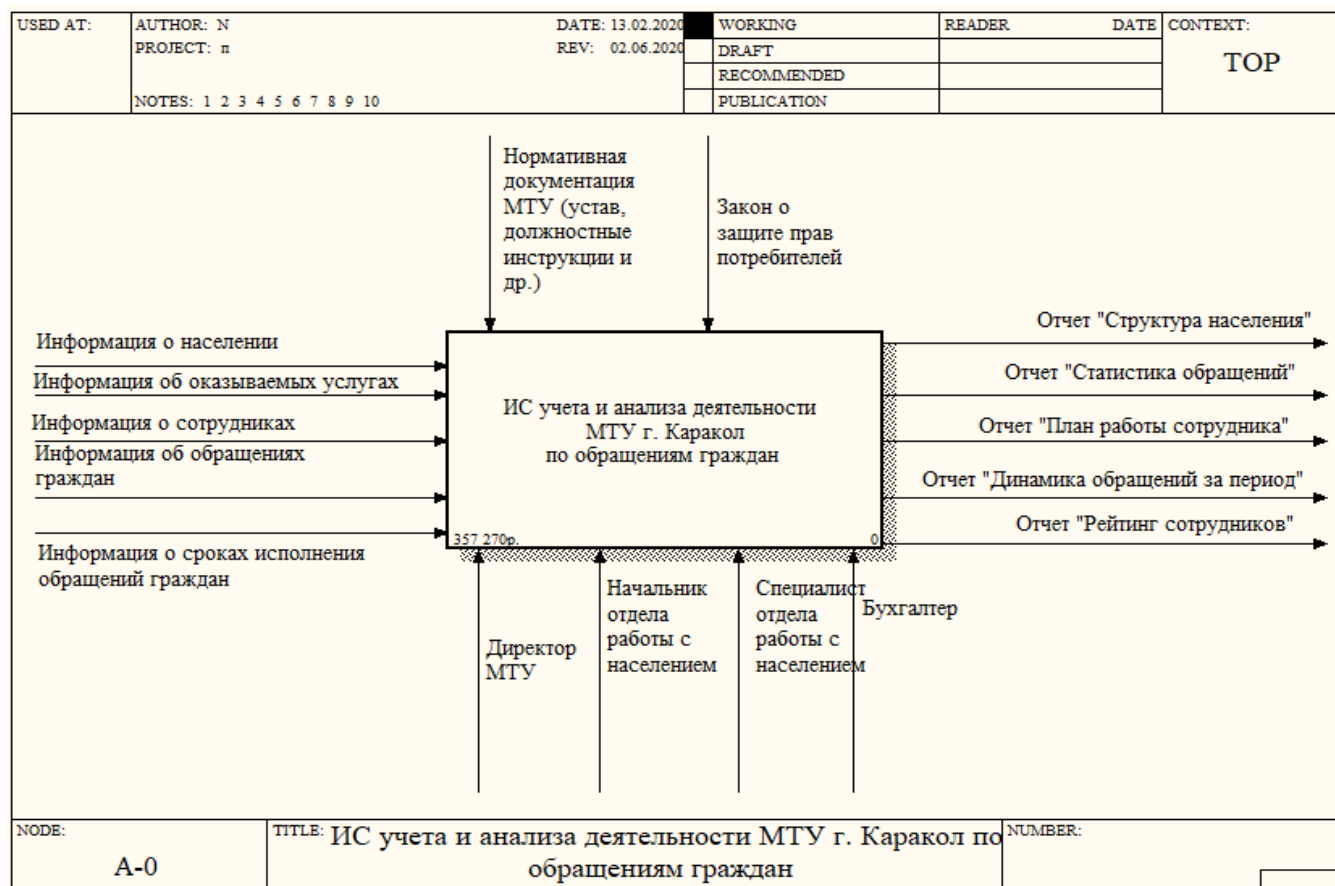 USED AT:
AUTHOR: N
DATE: 13.02.2020
WORKING
READER
DATE
CONTEXT:
PROJECT: п
REV: 02.06.2020
DRAFT
TOP
RECOMMENDED
NOTES: 1 2 3 4 5 6 7 8 9 10
PUBLICATION
Нормативная
документация
МТУ (устав,
должностные
инструкции и
др.)
Закон о
защите прав
потребителей
Информация о населении
Информация об оказываемых услугах
Информация о сотрудниках
Информация об обращениях
граждан
Информация о сроках исполнения
обращений граждан
ИС учета и анализа деятельности
МТУ г. Каракол
по обращениям граждан
357 270р.
0
Отчет "Структура населения"
Отчет "Статистика обращений"
Отчет "План работы сотрудника"
Отчет "Динамика обращений за период"
Отчет "Рейтинг сотрудников"
Директор
МТУ
Начальник
отдела
работы с
населением
Специалист
отдела
работы с
населением
Бухгалтер
NODE:
A-0
TITLE: ИС учета и анализа деятельности МТУ г. Каракол по
обращениям граждан
NUMBER: